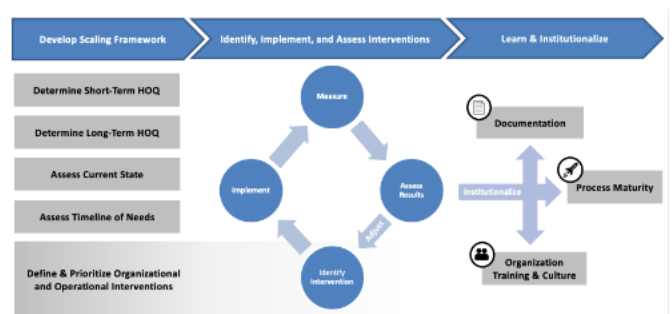 Develop Scaling Framework
Identify, Implement, and Assess Interventions
Learn & Institutionalize
Determine Short-Term HOQ
Determine Long-Term HOQ
Assess Current State
Assess Timeline of Needs
Define & Prioritize Organizational
and Operational Interventions
Measure
Implement
Assess
Results
Adjust
Identify
Intervention
Documentation
Institutionalize
Process Maturity
Organization
Training & Culture